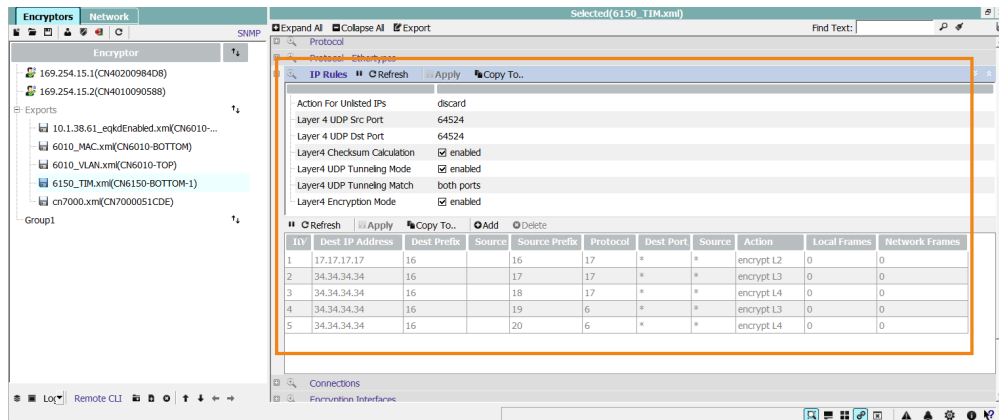 Encryptors Network
Selected(6150_TIM.xml)
Expand All Collapse All Export Find Text:
SNMP
Encryptor
169.254.15.1(CN40200984D8)
169.254.15.2(CN4010090588)
Exports
10.1.38.61_eqkdEnabled.xml(CN6010-...
6010_MAC.xml(CN6010-BOTTOM)
6010_VLAN.xml(CN6010-TOP)
6150_TIM.xml(CN6150-BOTTOM-1)
cn7000.xml(CN7000051CDE)
Group1
Protocol
Protocol Ethertypes
IP Rules Refresh Apply Copy To..
Action For Unlisted IPs discard
Layer 4 UDP Src Port 64524
Layer 4 UDP Dst Port 64524
Layer4 Checksum Calculation enabled
Layer4 UDP Tunneling Mode enabled
Layer4 UDP Tunneling Match both ports
Layer4 Encryption Mode enabled
Refresh Apply Copy To.. Add Delete
Dest IP Address Dest Prefix Source Source Prefix Protocol Dest Port Source Action Local Frames Network Frames
1 17.17.17.17 16 16 17 * * encrypt L2 0 0
2 34.34.34.34 16 17 17 * * encrypt L3 0 0
3 34.34.34.34 16 18 17 * * encrypt L4 0 0
4 34.34.34.34 16 19 6 * * encrypt L3 0 0
5 34.34.34.34 16 20 6 * * encrypt L4 0 0
Connections
Encryption Interfaces
Remote CLI